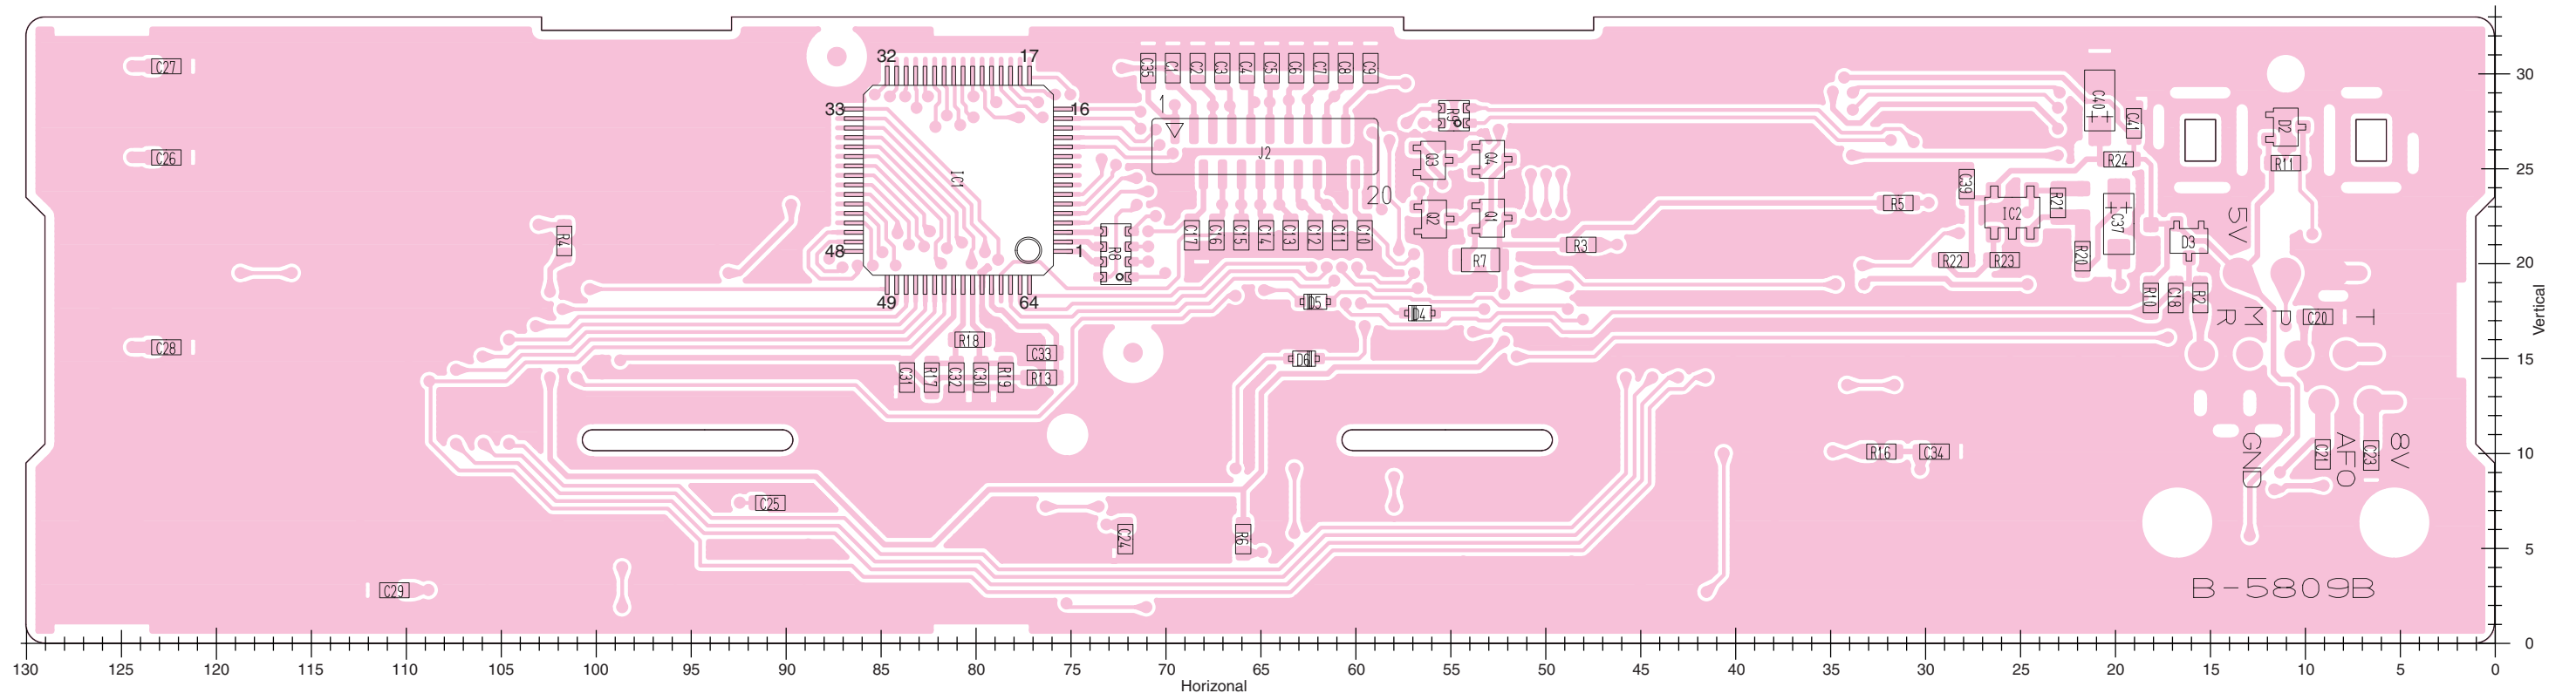 32 17
C27 C35 C1 C2 C3 C4 C5 C6 C7 C8 C9 30
33 16 1 R9 C40 + C41 D2
C26 J2 Q3 Q4 R24 R11 25
IC1 20 C39 R5 R21 C37 +
Q2 Q1 IC2 5V
R4 C17 C16 C15 C14 C13 C12 C11 C10 R3 D3
48 1 R8 R7 R22 R23 R20 20
49 64 D5 D4 R10 C18 R2 R M P C20 T
Vertical
C28 R18 C33 D6 15
C31 R17 C32 C30 R19 R13
R16 C34 GND C21 AFO C23 8V 10
C25
C24 R6 5
C29 B-5809B
0
130 125 120 115 110 105 100 95 90 85 80 75 70 65 60 55 50 45 40 35 30 25 20 15 10 5 0
Horizonal